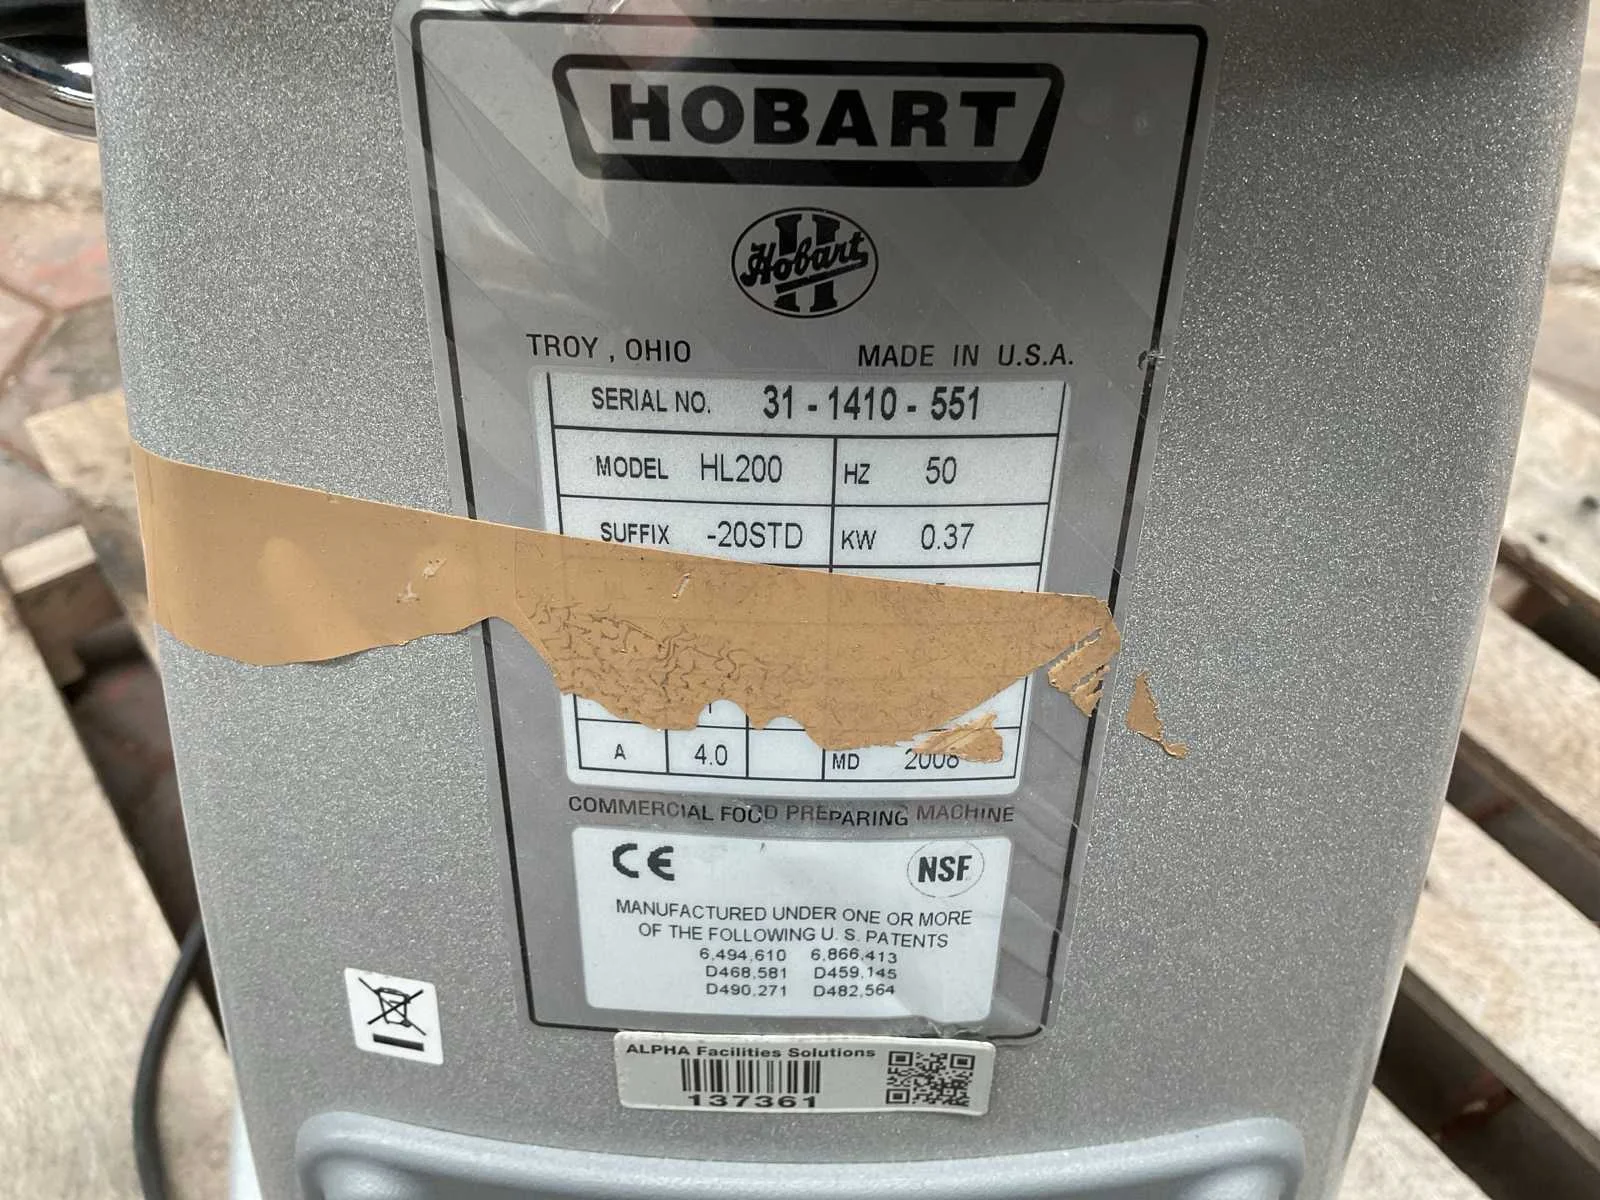 HOBART
Hobart
TROY, OHIO MADE IN U.S.A.
SERIAL NO. 31 - 1410 - 551
MODEL HL200 HZ 50
SUFFIX -20STD KW 0.37
A 4.0 MD
COMMERCIAL FOOD PREPARING MACHINE
CE NSF
MANUFACTURED UNDER ONE OR MORE
OF THE FOLLOWING U. S. PATENTS
6,494,610 6,866,413
D468,581 D459,145
D490,271 D482,564
ALPHA Facilities Solutions
137361